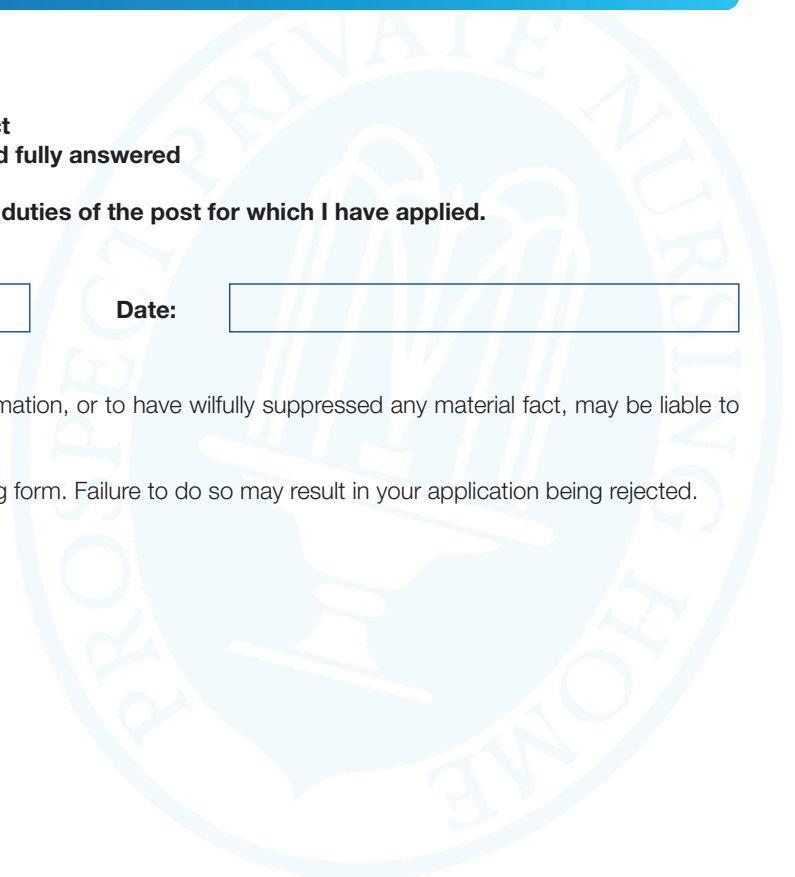 PROSPECT PRIVATE NURSING HOME
fully answered
duties of the post for which I have applied.
Date:
or to have wilfully suppressed any material fact, may be liable to
form. Failure to do so may result in your application being rejected.